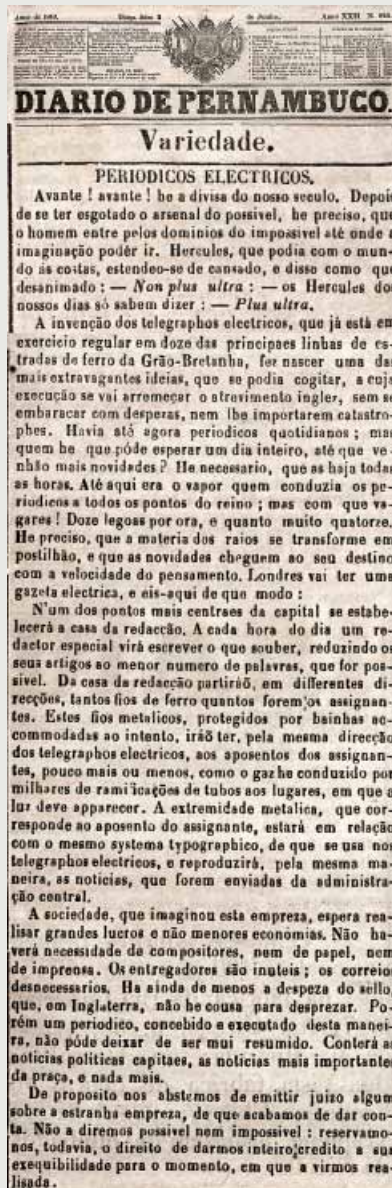 de Junho.
Anno XXII
DIARIO DE PERNAMBUCO.
Variedade.
PERIODICOS ELECTRICOS.
Avante ! avante ! he a divisa do nosso seculo. Depois
de se ter esgotado o arsenal do possivel, he preciso, que
o homem entre pelos dominios do impossivel até onde a
imaginação podér ir. Hercules, que podia com o mun-
do ás costas, estendeo-se de cansado, e disse como que
desanimado : — Non plus ultra : — os Hercules dos
nossos dias só sabem dizer : — Plus ultra.
A invenção dos telegraphos electricos, que já está em
exercicio regular em doze das principaes linhas de es-
tradas de ferro da Grão-Bretanha, fez nascer uma das
mais extravagantes ideias, que se podia cogitar, a cuja
execução se vai arremeçar o atrevimento inglez, sem se
embaracar com despezas, nem lhe importarem catastro-
phes. Havia até agora periodicos quotidianos ; mas
quem he que póde esperar um dia inteiro, até que ve-
nhão mais novidades ? He necessario, que as haja todas
as horas. Até aqui era o vapor quem conduzia os pe-
riodicos a todos os pontos do reino ; mas com que va-
gares ! Doze legoas por ora, e quanto muito quatorze.
He preciso, que a materia dos raios se transforme em
postilhão, e que as novidades cheguem ao seu destino
com a velocidade do pensamento. Londres vai ter uma
gazeta electrica, e eis-aqui de que modo :
N'um dos pontos mais centraes da capital se estabe-
lecerá a casa da redacção. A cada hora do dia um re-
dactor especial virá escrever o que souber, reduzindo os
seus artigos ao menor numero de palavras, que for pos-
sivel. Da casa da redacção partiráõ, em differentes di-
recções, tantos fios de ferro quantos forem os assignan-
tes. Estes fios metalicos, protegidos por bainhas ac-
commodadas ao intento, iráõ ter, pela mesma direcção
dos telegraphos electricos, aos aposentos dos assignan-
tes, pouco mais ou menos, como o gaz he conduzido por
milhares de ramificações de tubos aos lugares, em que a
luz deve apparecer. A extremidade metalica, que cor-
responde ao aposento do assignante, estará em relação
com o mesmo systema typographico, de que se usa nos
telegraphos electricos, e reproduzirá, pela mesma ma-
neira, as noticias, que forem enviadas da administra-
ção central.
A sociedade, que imaginou esta empreza, espera rea-
lisar grandes lucros e não menores economias. Não ha-
verá necessidade de compositores, nem de papel, nem
de imprensa. Os entregadores são inuteis ; os correios
desnecessarios. Ha ainda de menos a despeza do sello,
que, em Inglaterra, não he cousa para desprezar. Po-
rém um periodico, concebido e executado desta manei-
ra, não póde deixar de ser mui resumido. Conterá as
noticias politicas capitaes, as noticias mais importantes
da praça, e nada mais.
De proposito nos abstemos de emittir juizo algum
sobre a estranha empreza, de que acabamos de dar con-
ta. Não a diremos possivel nem impossivel : reservamo-
nos, todavia, o direito de darmos inteiro credito a sua
exequibilidade para o momento, em que a virmos rea-
lisada.